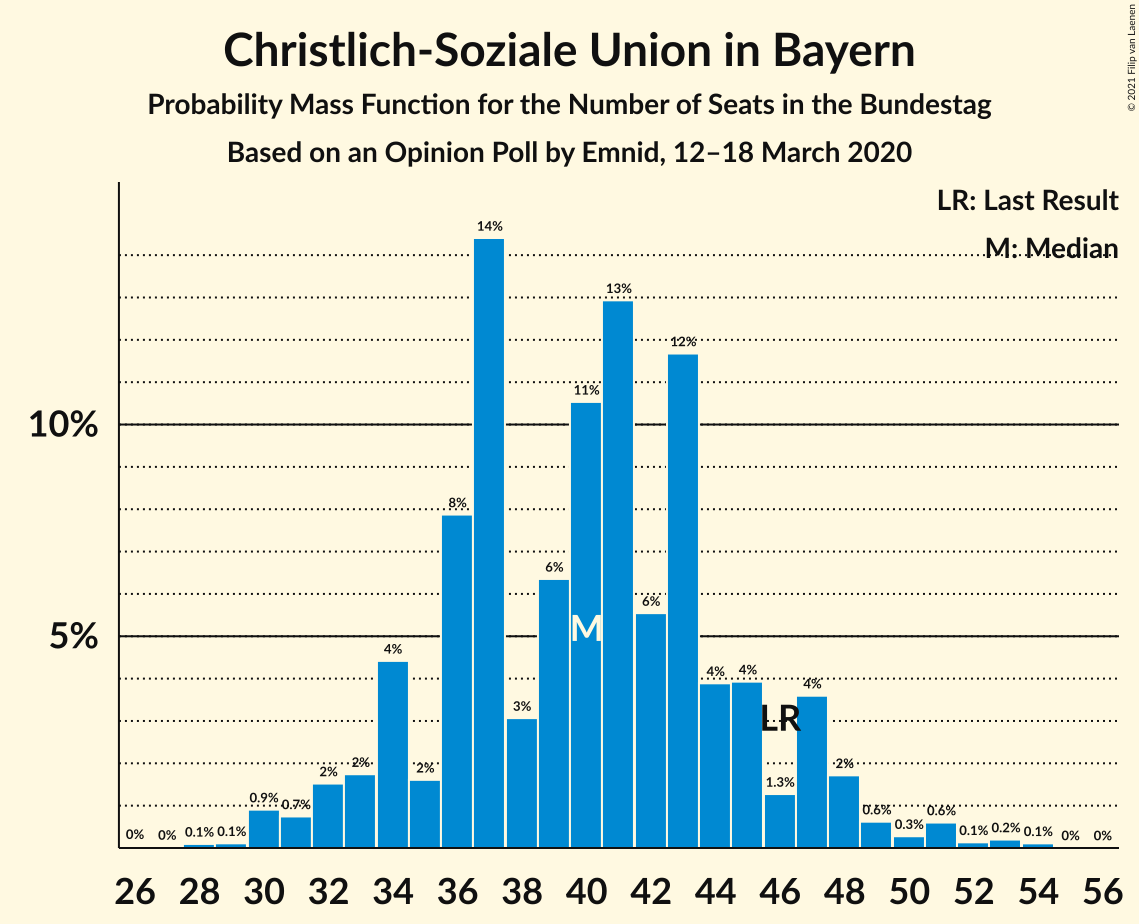 Christlich-Soziale Union in Bayern
Probability Mass Function for the Number of Seats in the Bundestag
Based on an Opinion Poll by Emnid, 12–18 March 2020
© 2021 Filip van Laenen
LR: Last Result
M: Median
10%
5%
0% 0% 0.1% 0.1% 0.9% 0.7% 2% 2% 4% 2% 8% 14% 3% 6% 11% 13% 6% 12% 4% 4% 1.3% 4% 2% 0.6% 0.3% 0.6% 0.1% 0.2% 0.1% 0% 0%
M
LR
26 28 30 32 34 36 38 40 42 44 46 48 50 52 54 56